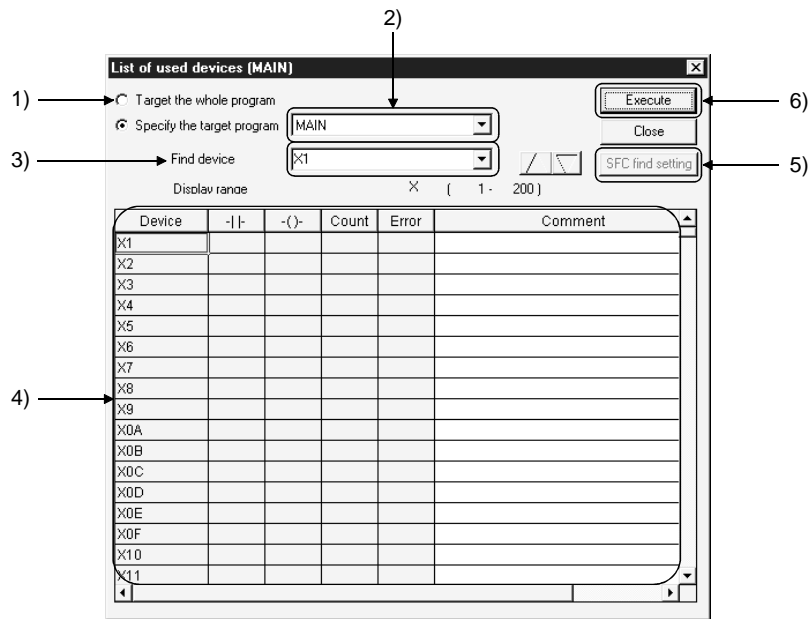 2)
List of used devices (MAIN)
1)
Target the whole program
Execute
6)
Specify the target program
MAIN
Close
3)
Find device
X1
SFC find setting
5)
Display range
X ( 1 - 200 )
Device -| |- -( )- Count Error Comment
X1
X2
X3
X4
X5
X6
X7
X8
4)
X9
X0A
X0B
X0C
X0D
X0E
X0F
X10
X11